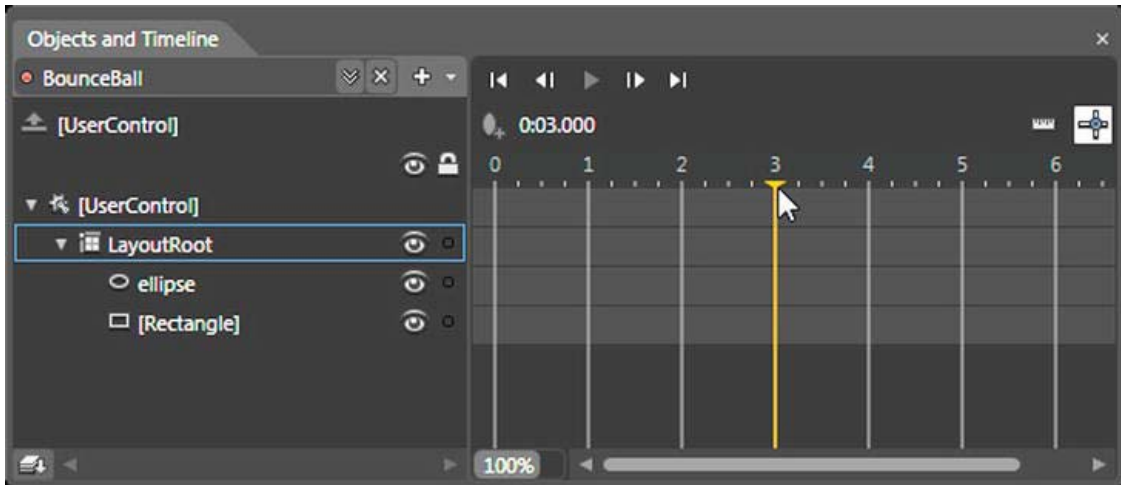 Objects and Timeline
BounceBall
[UserControl]
0:03.000
0 1 2 3 4 5 6
[UserControl]
LayoutRoot
ellipse
[Rectangle]
100%